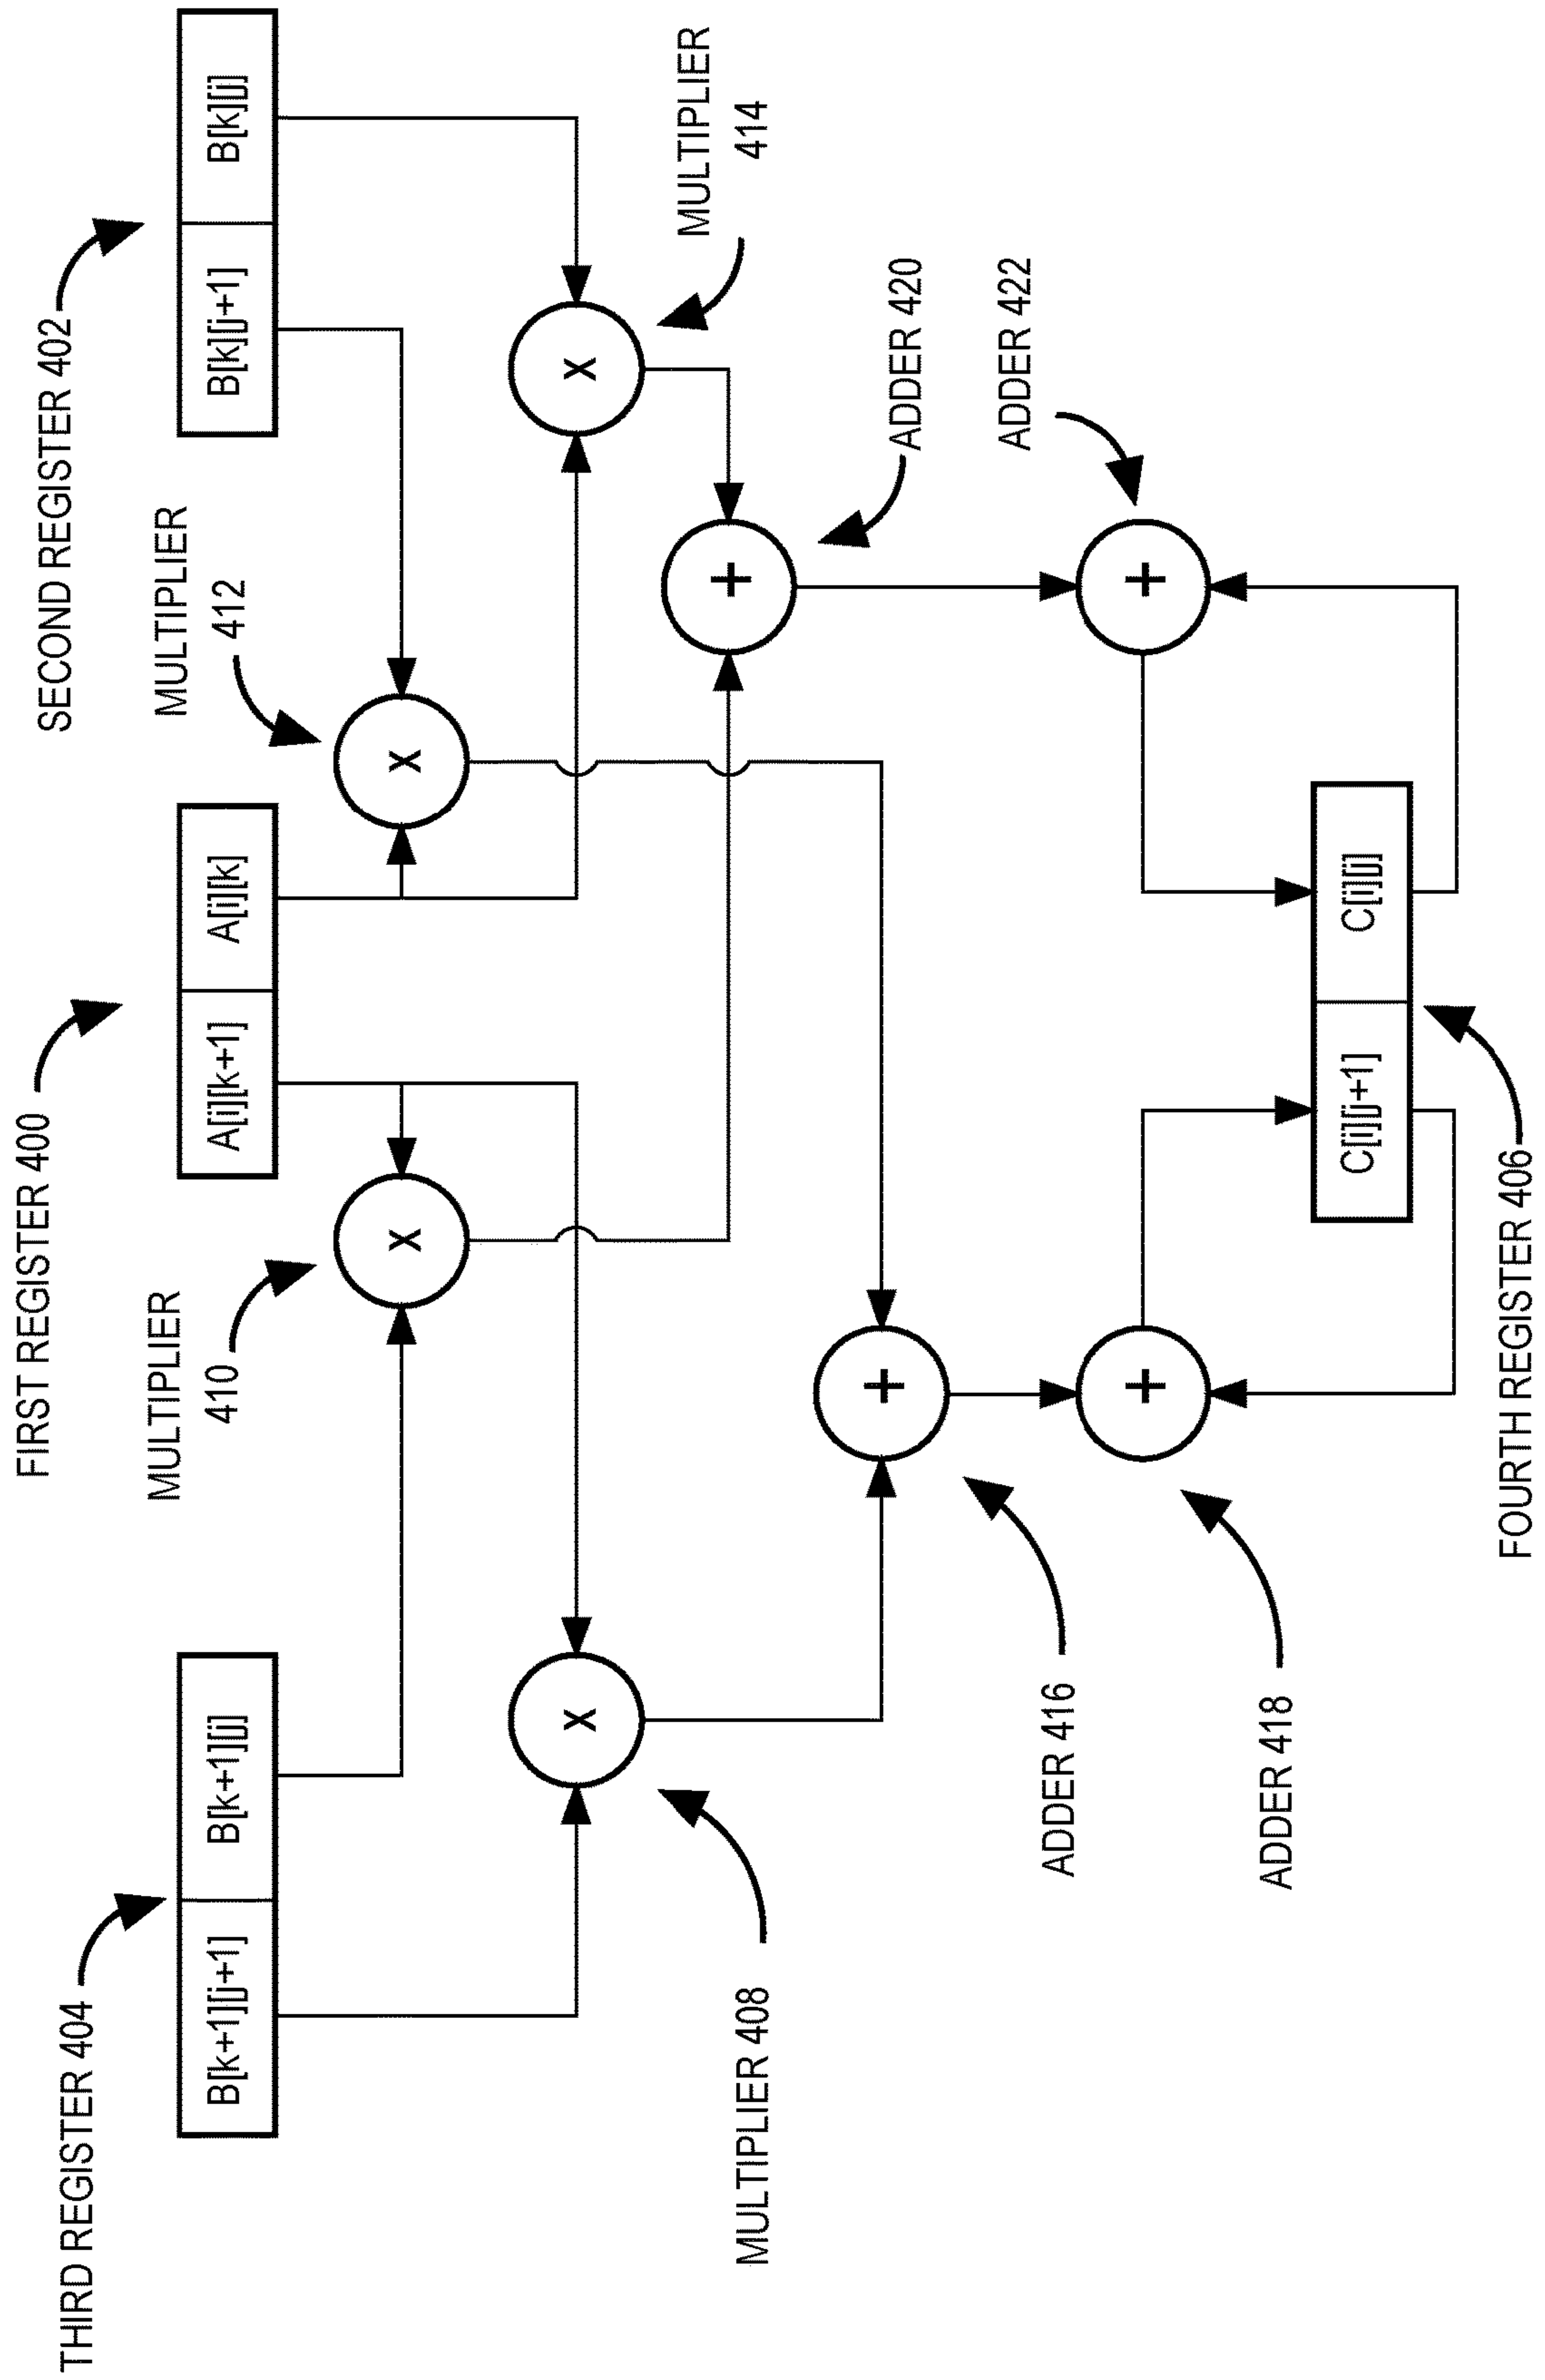 THIRD REGISTER 404
FIRST REGISTER 400
SECOND REGISTER 402
B[k+1][j+1]
B[k+1][j]
A[i][k+1]
A[i][k]
B[k][j+1]
B[k][j]
MULTIPLIER
410
MULTIPLIER
412
x
x
x
x
MULTIPLIER 408
MULTIPLIER
414
+
+
ADDER 420
ADDER 416
+
+
ADDER 422
ADDER 418
C[i][j+1]
C[i][j]
FOURTH REGISTER 406